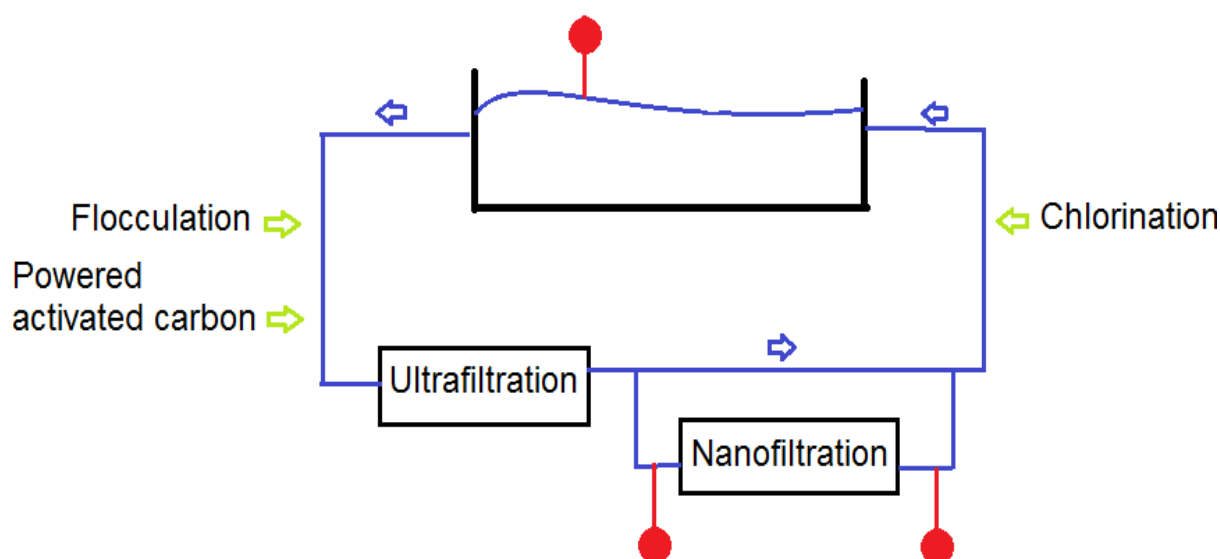 Flocculation
Powered
activated carbon
Chlorination
Ultrafiltration
Nanofiltration